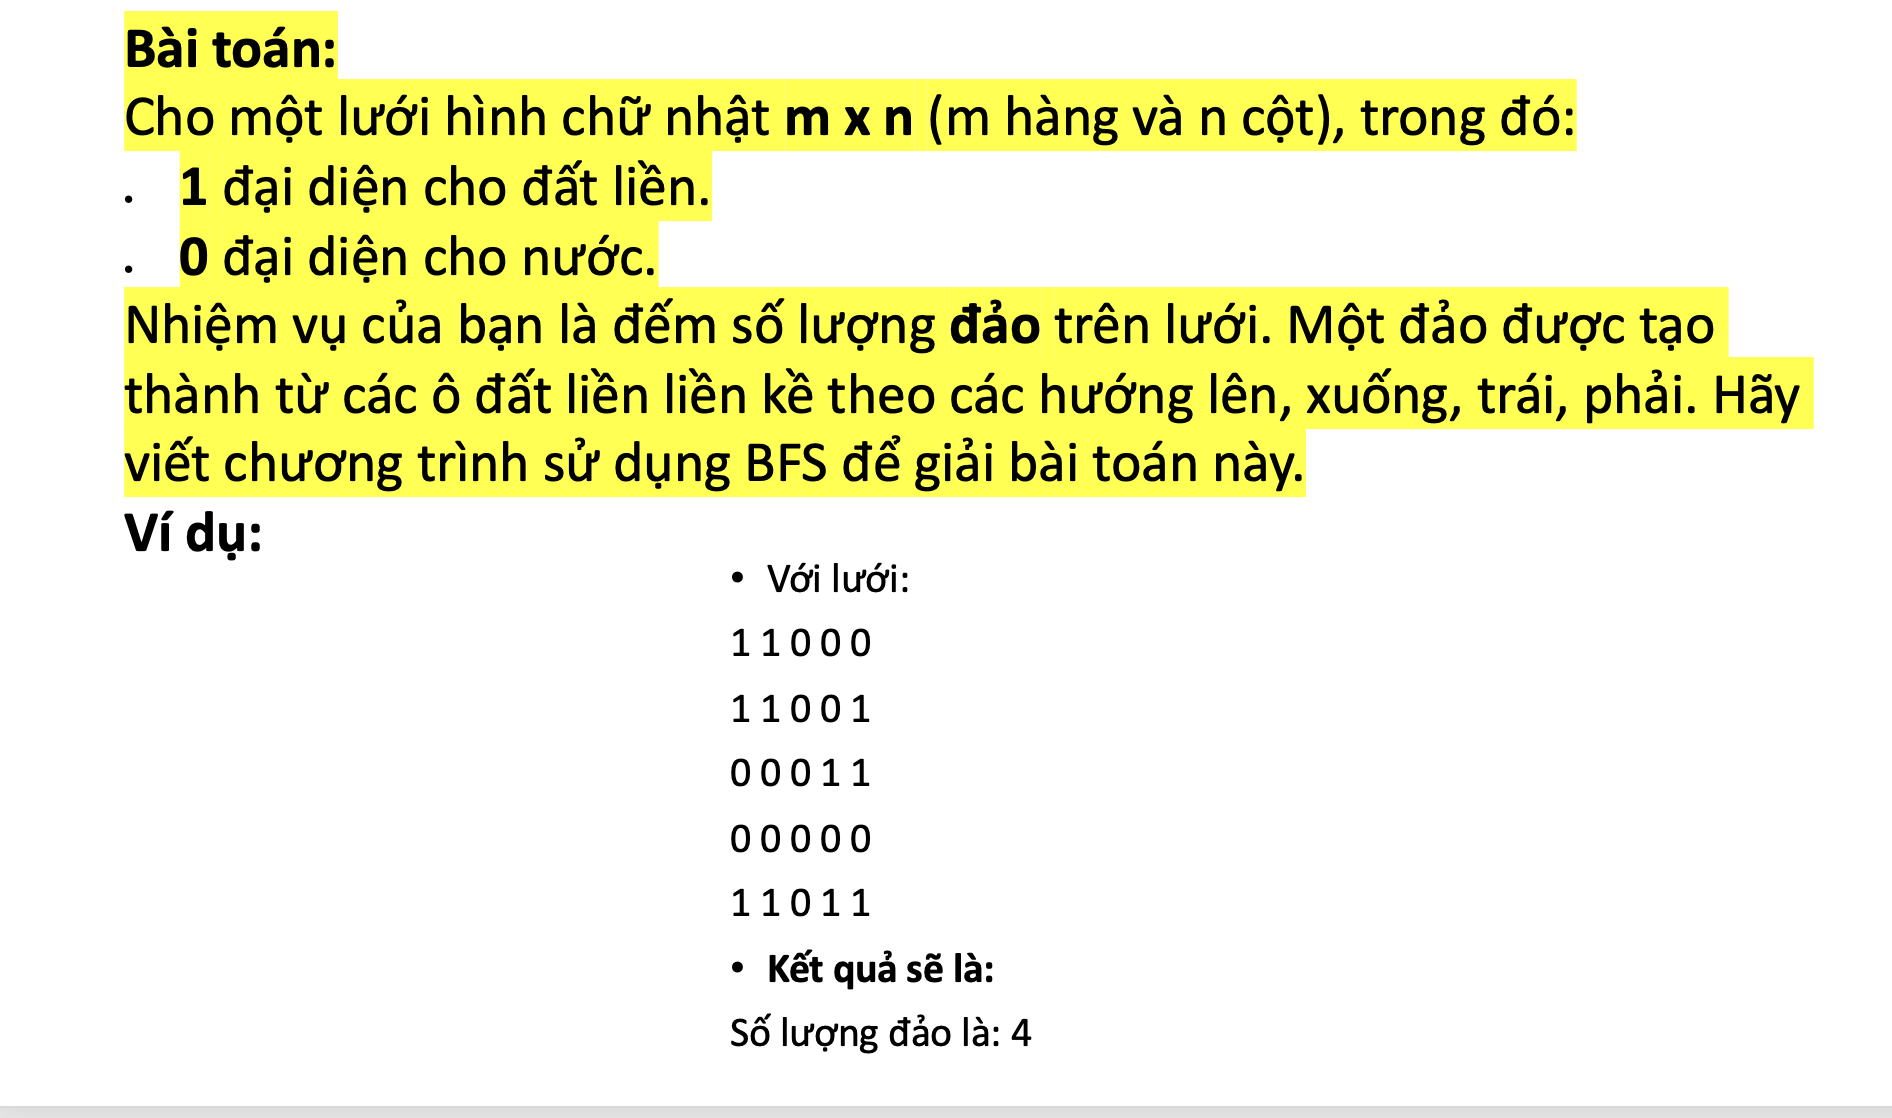 Bài toán:
Cho một lưới hình chữ nhật m x n (m hàng và n cột), trong đó:
. 1 đại diện cho đất liền.
. 0 đại diện cho nước.
Nhiệm vụ của bạn là đếm số lượng đảo trên lưới. Một đảo được tạo
thành từ các ô đất liền liền kề theo các hướng lên, xuống, trái, phải. Hãy
viết chương trình sử dụng BFS để giải bài toán này.
Ví dụ:
• Với lưới:
1 1 0 0 0
1 1 0 0 1
0 0 0 1 1
0 0 0 0 0
1 1 0 1 1
• Kết quả sẽ là:
Số lượng đảo là: 4